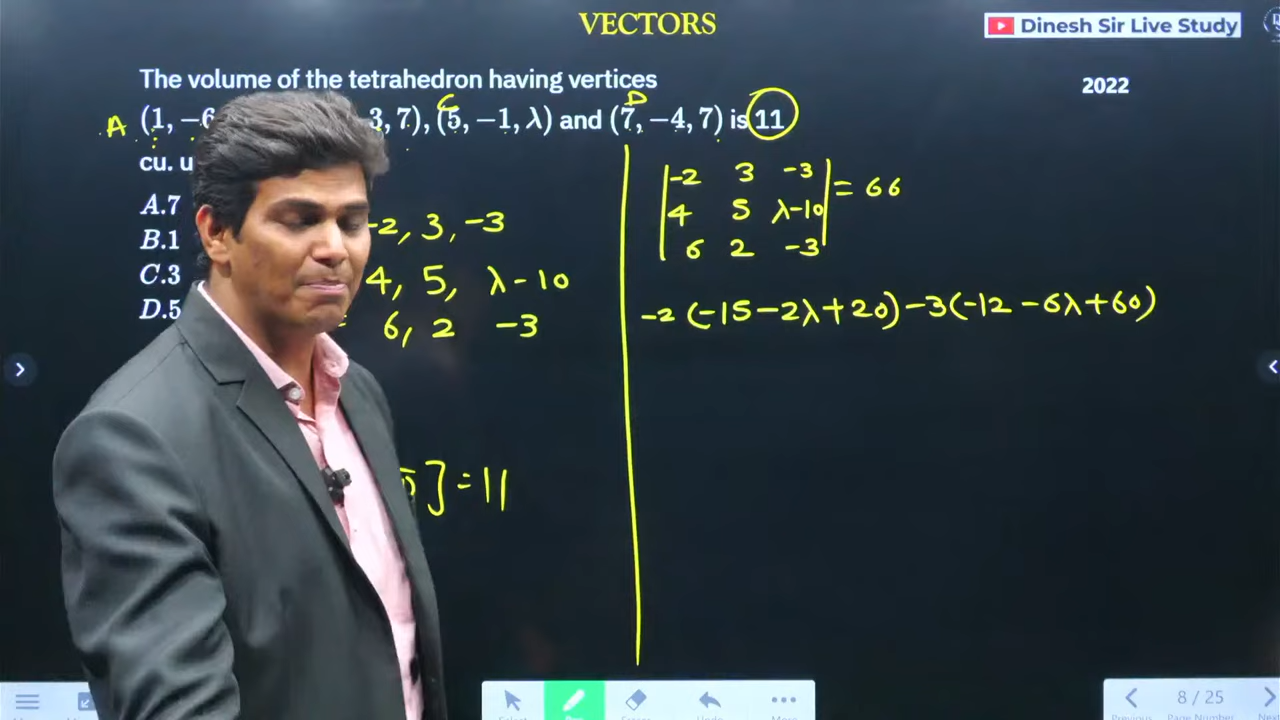 VECTORS
Dinesh Sir Live Study
The volume of the tetrahedron having vertices
2022
A (1, −6 3, 7), (5, −1, λ) and (7, −4, 7) is 11
C D
cu. u
A.7
B.1
C.3
D.5
-2, 3, -3
4, 5, λ-10
6, 2 -3
] = 11
-2 3 -3
4 5 λ-10 = 66
6 2 -3
-2(-15-2λ+20)-3(-12-6λ+60)
8 / 25
Previous Page Number